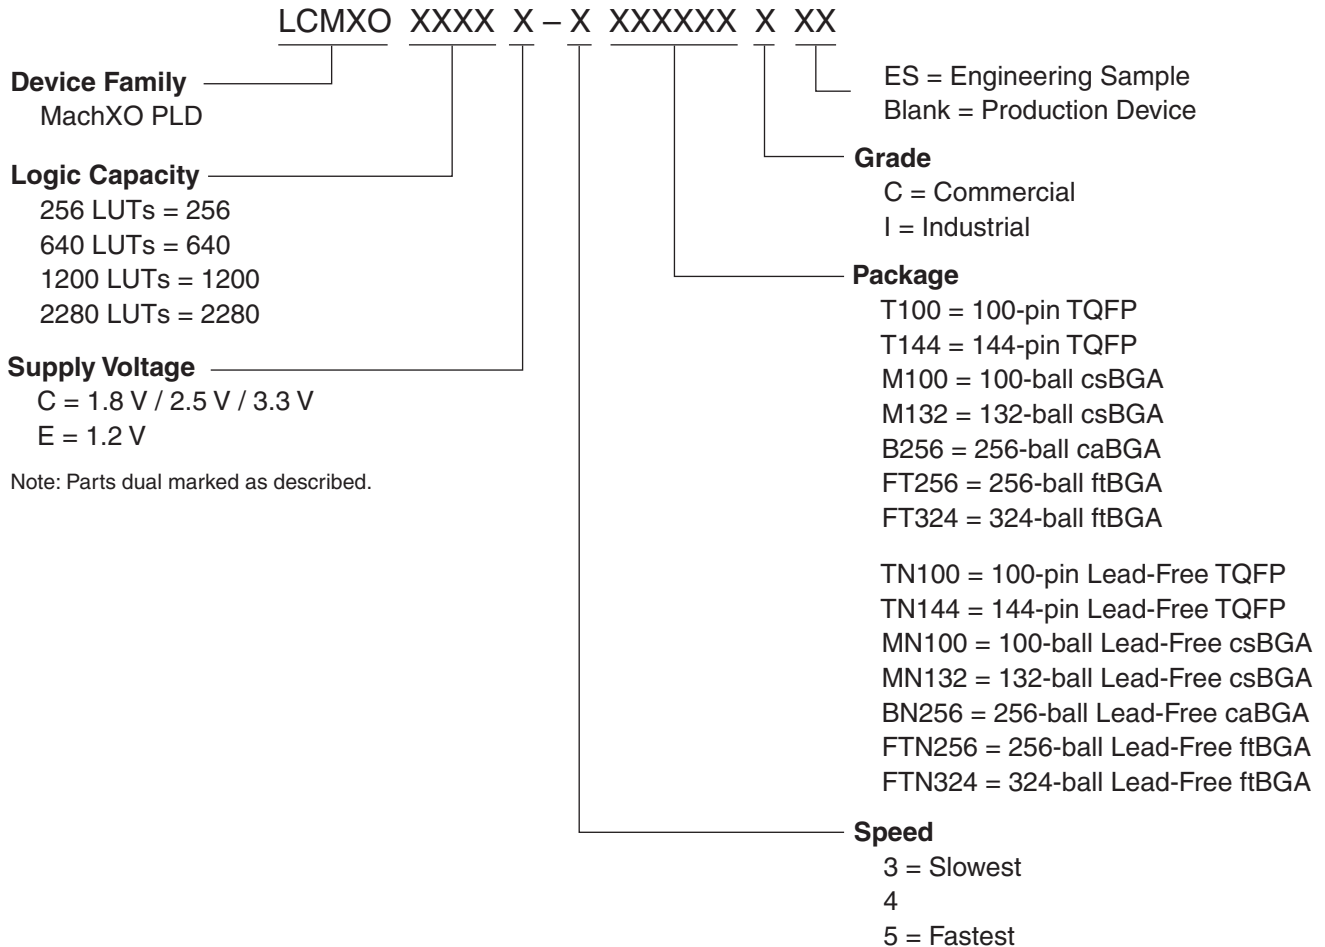 LCMXO XXXX X – X XXXXXX X XX
Device Family
MachXO PLD
Logic Capacity
256 LUTs = 256
640 LUTs = 640
1200 LUTs = 1200
2280 LUTs = 2280
Supply Voltage
C = 1.8 V / 2.5 V / 3.3 V
E = 1.2 V
Note: Parts dual marked as described.
ES = Engineering Sample
Blank = Production Device
Grade
C = Commercial
I = Industrial
Package
T100 = 100-pin TQFP
T144 = 144-pin TQFP
M100 = 100-ball csBGA
M132 = 132-ball csBGA
B256 = 256-ball caBGA
FT256 = 256-ball ftBGA
FT324 = 324-ball ftBGA
TN100 = 100-pin Lead-Free TQFP
TN144 = 144-pin Lead-Free TQFP
MN100 = 100-ball Lead-Free csBGA
MN132 = 132-ball Lead-Free csBGA
BN256 = 256-ball Lead-Free caBGA
FTN256 = 256-ball Lead-Free ftBGA
FTN324 = 324-ball Lead-Free ftBGA
Speed
3 = Slowest
4
5 = Fastest